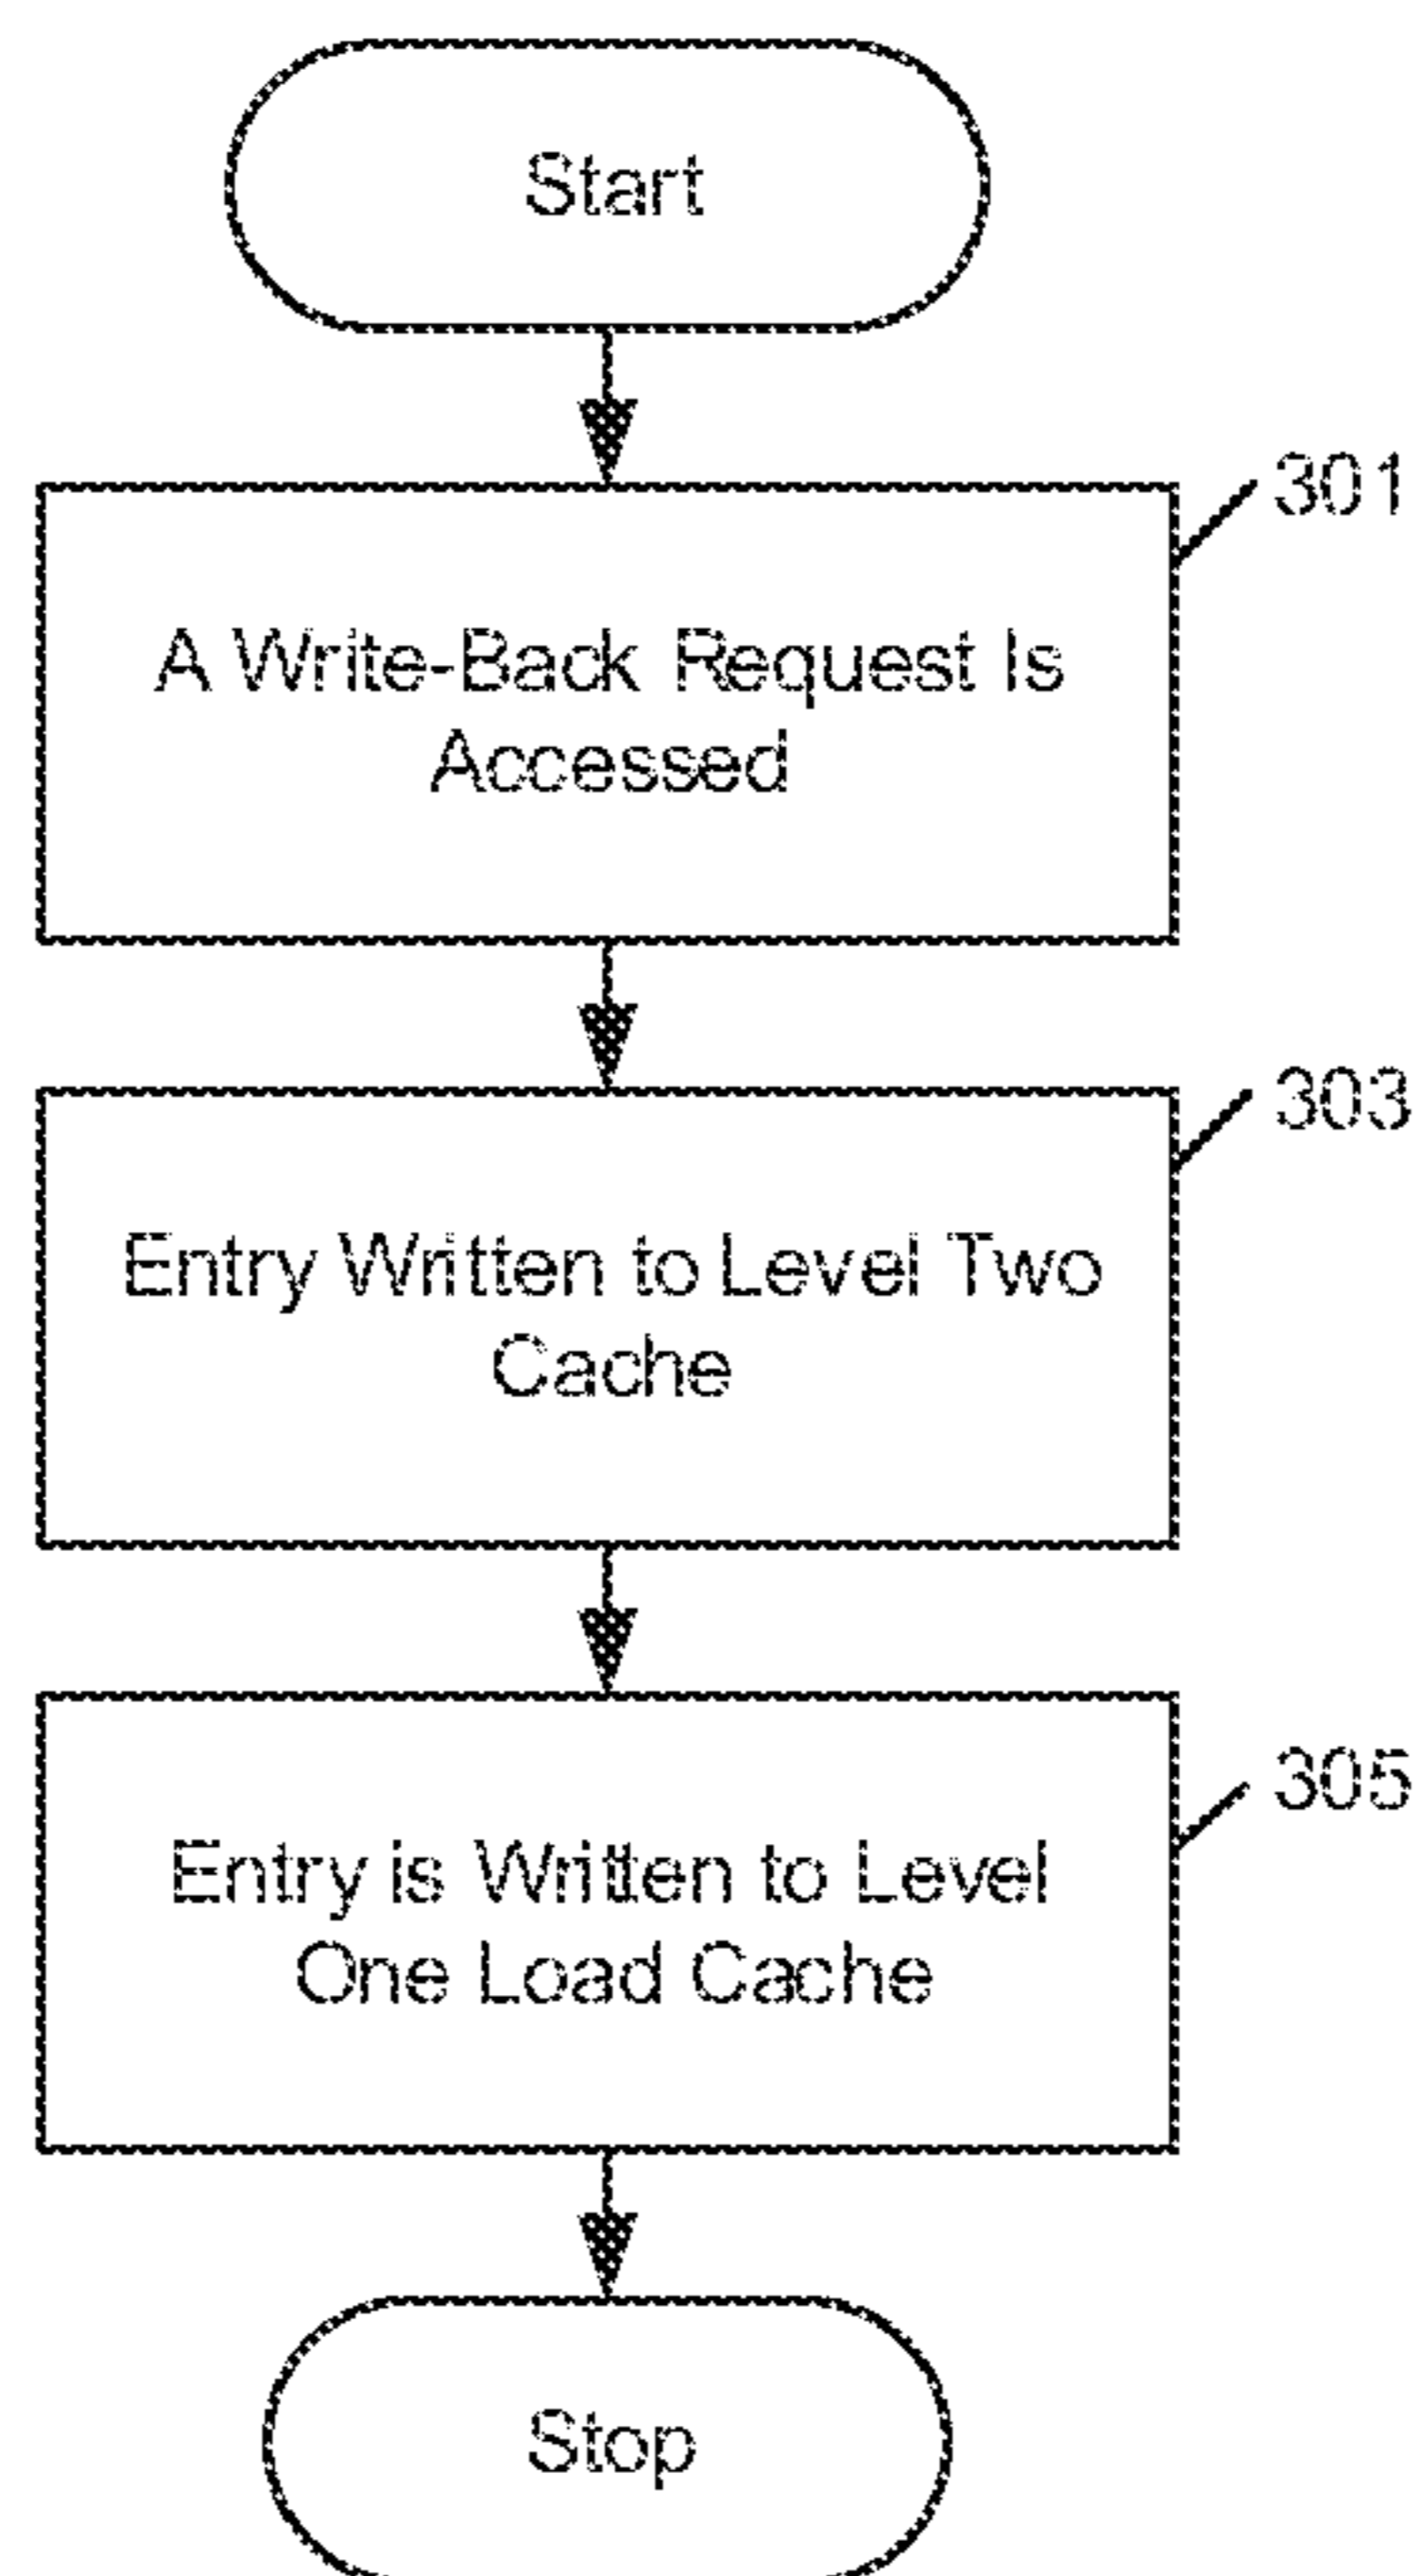 Start
301
A Write-Back Request Is
Accessed
303
Entry Written to Level Two
Cache
305
Entry is Written to Level
One Load Cache
Stop